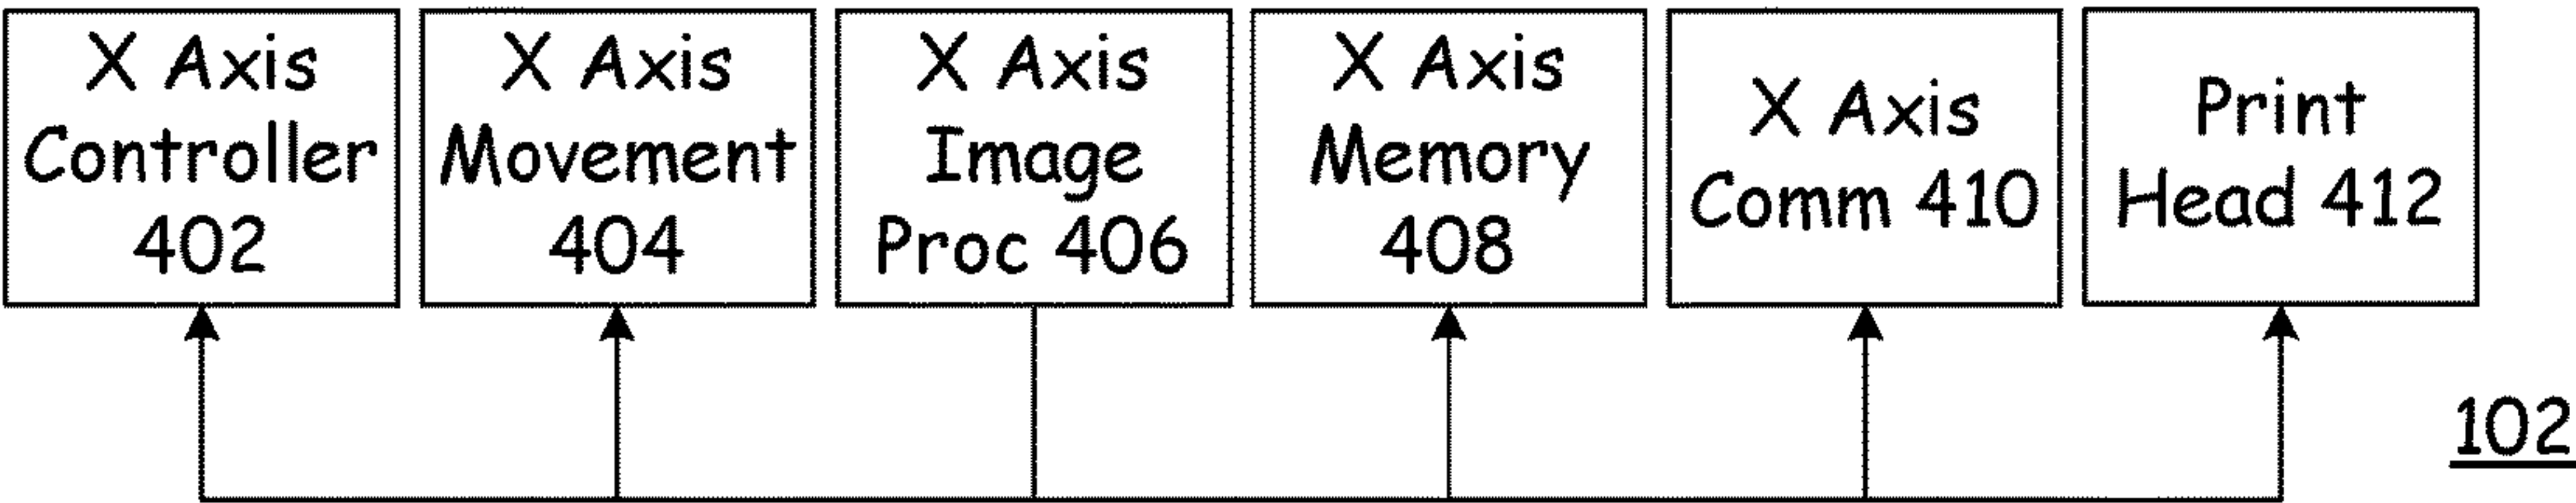 X Axis
Controller
402
X Axis
Movement
404
X Axis
Image
Proc 406
X Axis
Memory
408
X Axis
Comm 410
Print
Head 412
102